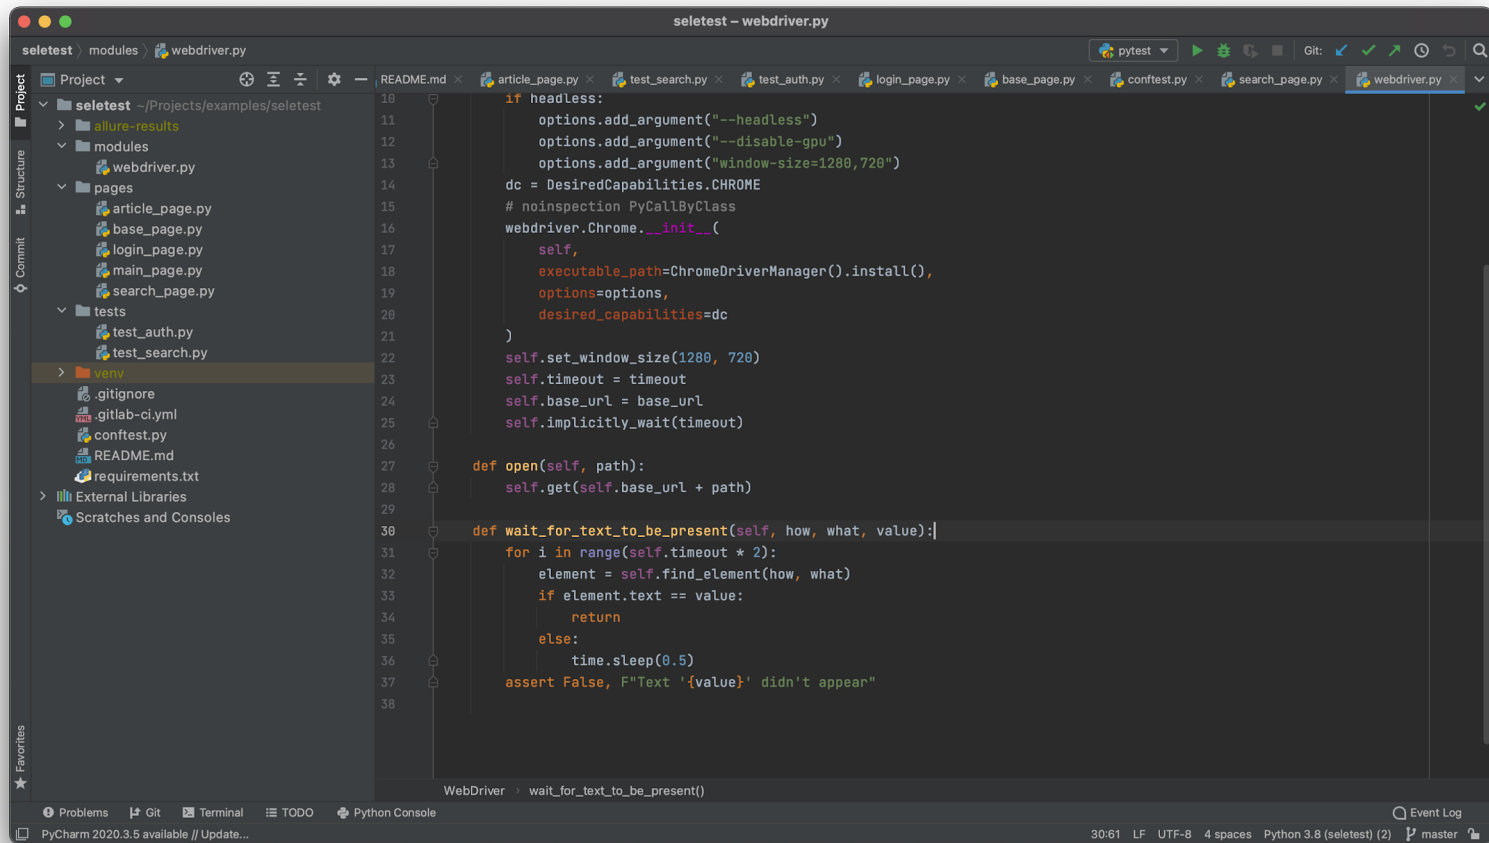 seletest – webdriver.py
seletest modules webdriver.py
pytest
Git:
Project
README.md article_page.py test_search.py test_auth.py login_page.py base_page.py conftest.py search_page.py webdriver.py
Project
Structure
Commit
Favorites
seletest ~/Projects/examples/seletest
allure-results
modules
webdriver.py
pages
article_page.py
base_page.py
login_page.py
main_page.py
search_page.py
tests
test_auth.py
test_search.py
venv
.gitignore
.gitlab-ci.yml
conftest.py
README.md
requirements.txt
External Libraries
Scratches and Consoles
10 if headless:
11 options.add_argument("--headless")
12 options.add_argument("--disable-gpu")
13 options.add_argument("window-size=1280,720")
14 dc = DesiredCapabilities.CHROME
15 # noinspection PyCallByClass
16 webdriver.Chrome.__init__(
17 self,
18 executable_path=ChromeDriverManager().install(),
19 options=options,
20 desired_capabilities=dc
21 )
22 self.set_window_size(1280, 720)
23 self.timeout = timeout
24 self.base_url = base_url
25 self.implicitly_wait(timeout)
26
27 def open(self, path):
28 self.get(self.base_url + path)
29
30 def wait_for_text_to_be_present(self, how, what, value):
31 for i in range(self.timeout * 2):
32 element = self.find_element(how, what)
33 if element.text == value:
34 return
35 else:
36 time.sleep(0.5)
37 assert False, F"Text '{value}' didn't appear"
38
WebDriver wait_for_text_to_be_present()
Problems Git Terminal TODO Python Console Event Log
PyCharm 2020.3.5 available // Update... 30:61 LF UTF-8 4 spaces Python 3.8 (seletest) (2) master